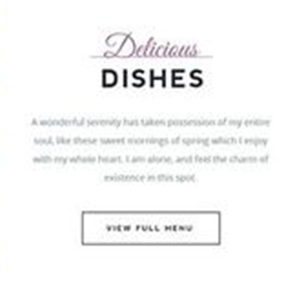 Delicious
DISHES
A wonderful serenity has taken possession of my entire
soul, like these sweet mornings of spring which I enjoy
with my whole heart. I am alone, and feel the charm of
existence in this spot.
VIEW FULL MENU